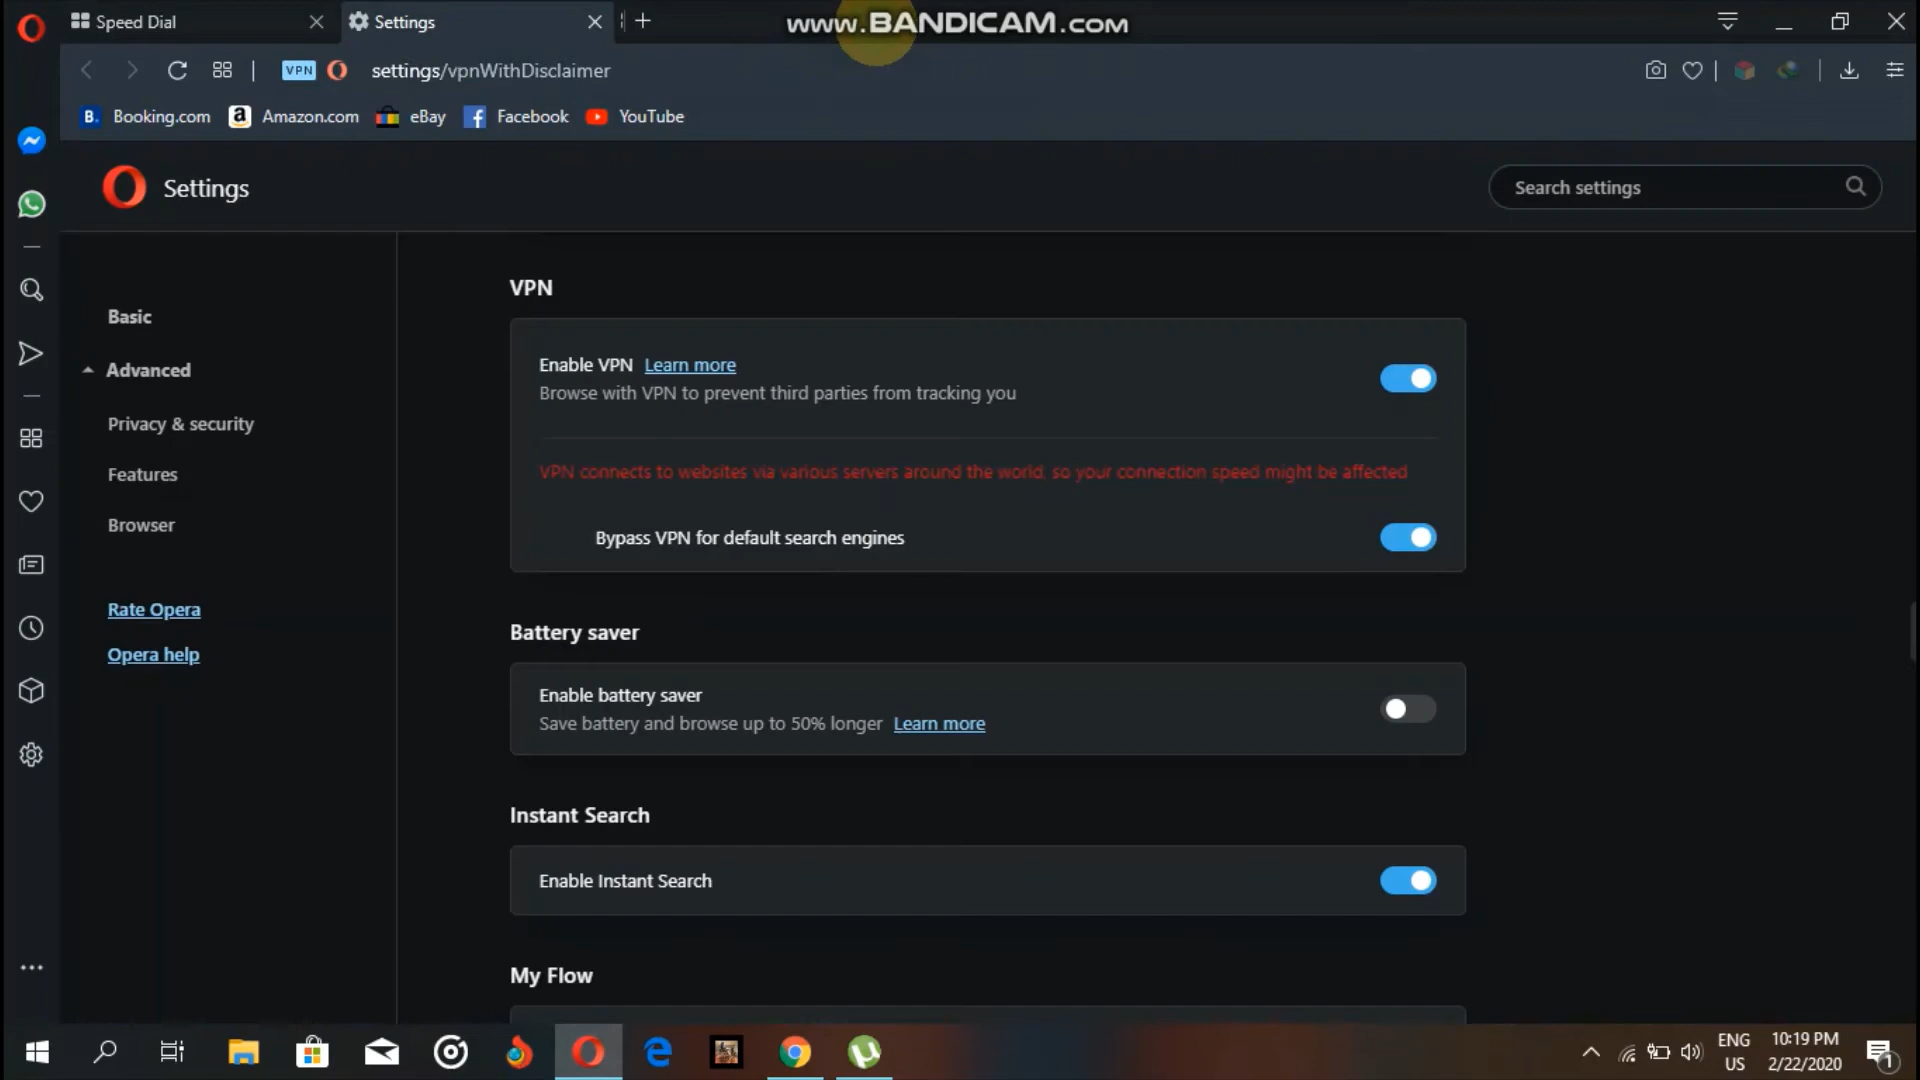 Speed Dial
Settings
www.BANDICAM.com
VPN
settings/vpnWithDisclaimer
B.
Booking.com
a
Amazon.com
eBay
Facebook
YouTube
Settings
Search settings
Basic
Advanced
Privacy & security
Features
Browser
Rate Opera
Opera help
VPN
Enable VPN Learn more
Browse with VPN to prevent third parties from tracking you
VPN connects to websites via various servers around the world, so your connection speed might be affected
Bypass VPN for default search engines
Battery saver
Enable battery saver
Save battery and browse up to 50% longer Learn more
Instant Search
Enable Instant Search
My Flow
ENG
US
10:19 PM
2/22/2020
1